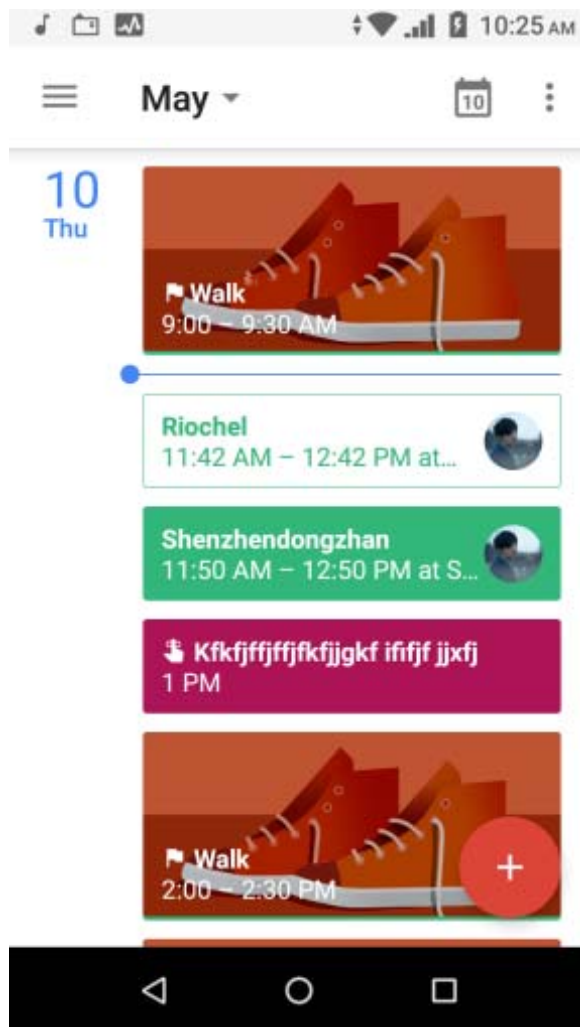 10:25 AM
May
10
10
Thu
Walk
9:00 – 9:30 AM
Riochel
11:42 AM – 12:42 PM at…
Shenzhendongzhan
11:50 AM – 12:50 PM at S…
Kfkfjffjffjfkfjjgkf ififjf jjxfj
1 PM
Walk
2:00 – 2:30 PM